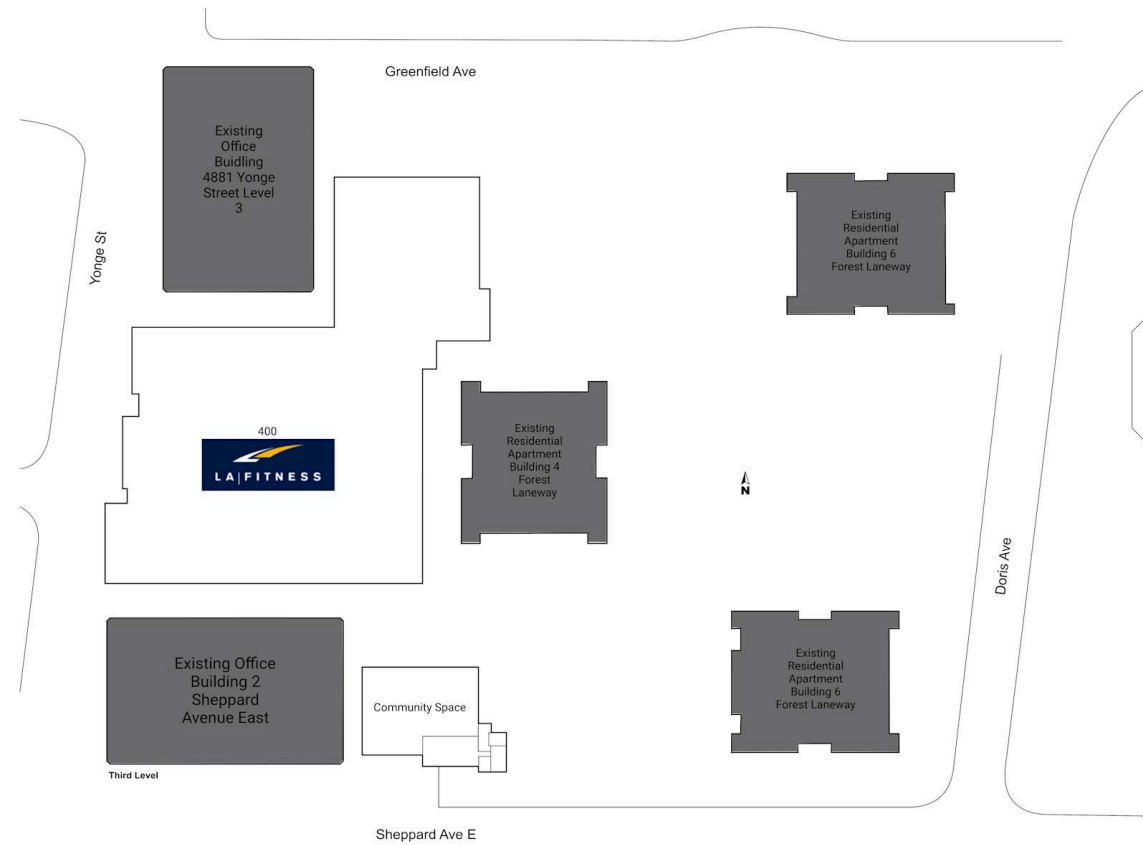 Greenfield Ave
Existing
Office
Buidling
4881 Yonge
Street Level
3
Yonge St
Existing
Residential
Apartment
Building 6
Forest Laneway
400
LA|FITNESS
Existing
Residential
Apartment
Building 4
Forest
Laneway
N
Doris Ave
Existing Office
Building 2
Sheppard
Avenue East
Third Level
Community Space
Existing
Residential
Apartment
Building 6
Forest Laneway
Sheppard Ave E